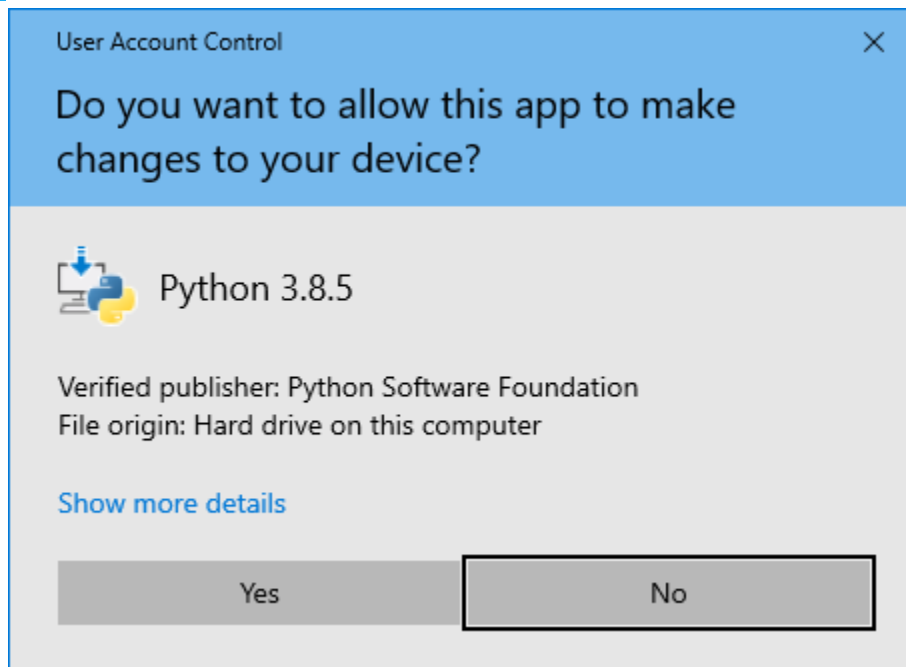 User Account Control
Do you want to allow this app to make
changes to your device?
Python 3.8.5
Verified publisher: Python Software Foundation
File origin: Hard drive on this computer
Show more details
Yes
No